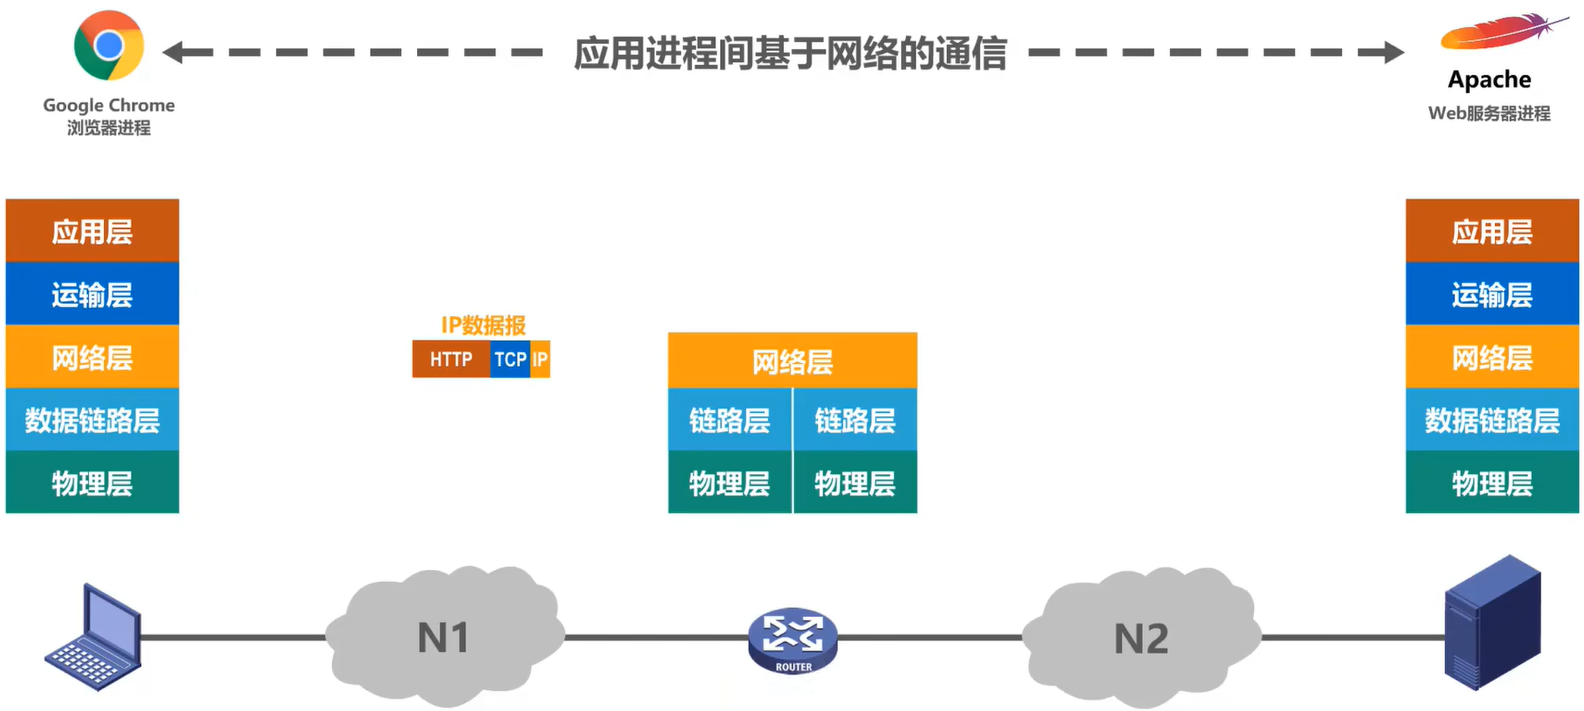 应用进程间基于网络的通信
Google Chrome
浏览器进程
Apache
Web服务器进程
应用层
运输层
网络层
数据链路层
物理层
IP数据报
HTTP TCP IP
网络层
链路层 链路层
物理层 物理层
应用层
运输层
网络层
数据链路层
物理层
N1
ROUTER
N2